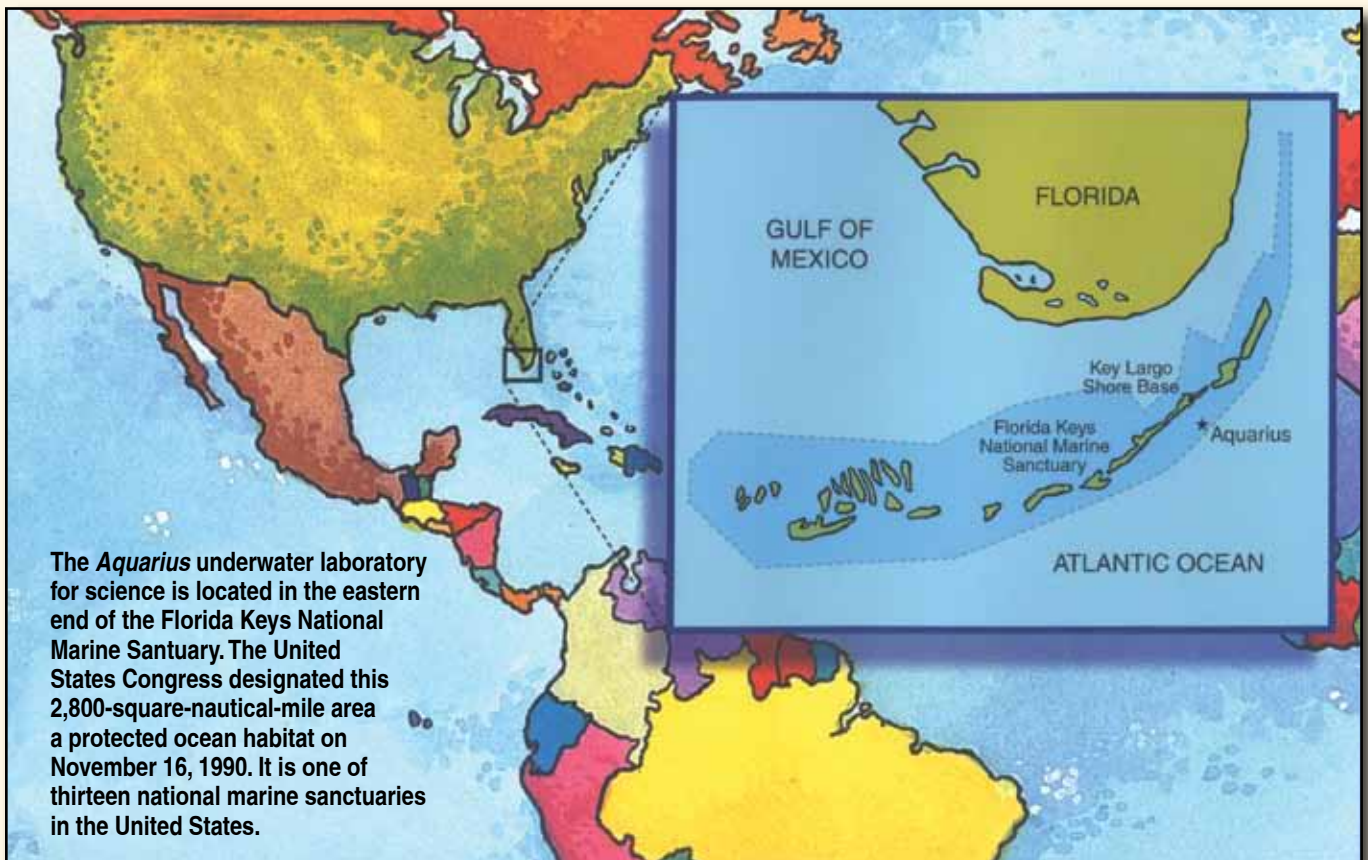 FLORIDA
GULF OF
MEXICO
Key Largo
Shore Base
Florida Keys
National Marine
Sanctuary
Aquarius
ATLANTIC OCEAN
The Aquarius underwater laboratory
for science is located in the eastern
end of the Florida Keys National
Marine Santuary. The United
States Congress designated this
2,800-square-nautical-mile area
a protected ocean habitat on
November 16, 1990. It is one of
thirteen national marine sanctuaries
in the United States.